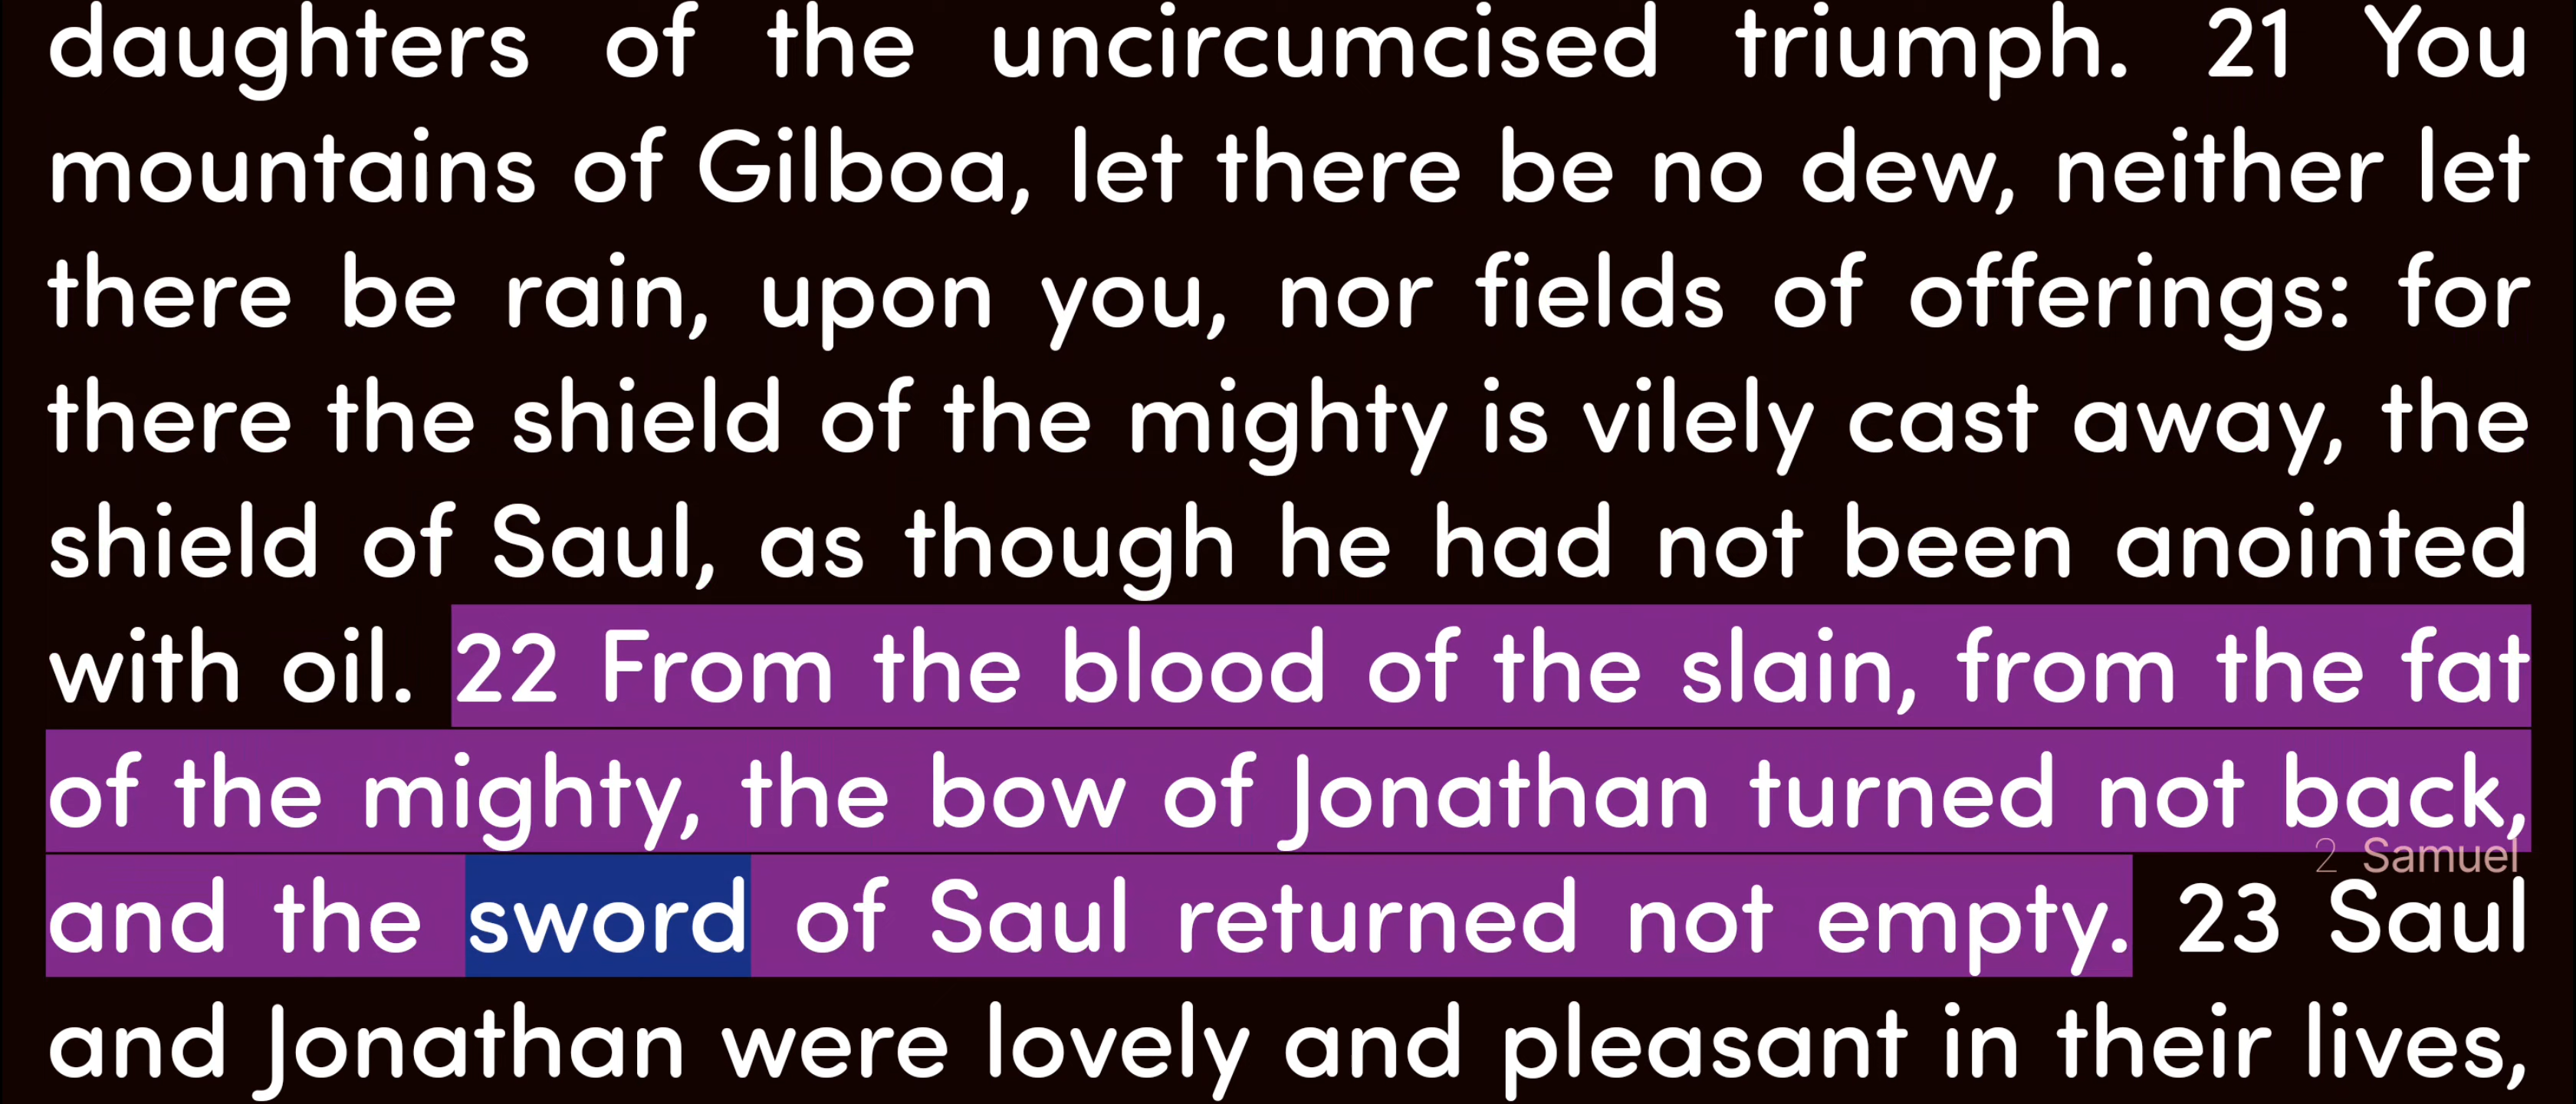 daughters of the uncircumcised triumph. 21 You
mountains of Gilboa, let there be no dew, neither let
there be rain, upon you, nor fields of offerings: for
there the shield of the mighty is vilely cast away, the
shield of Saul, as though he had not been anointed
with oil. 22 From the blood of the slain, from the fat
of the mighty, the bow of Jonathan turned not back,
2 Samuel
and the sword of Saul returned not empty. 23 Saul
and Jonathan were lovely and pleasant in their lives,